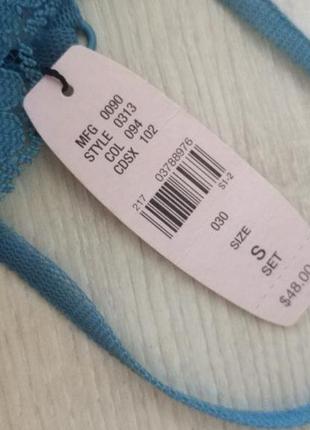 MFG 0090
STYLE 0313
COL 094
CDSX 102
217 03788976
S1-2
030
SIZE
S
SET
$48.00